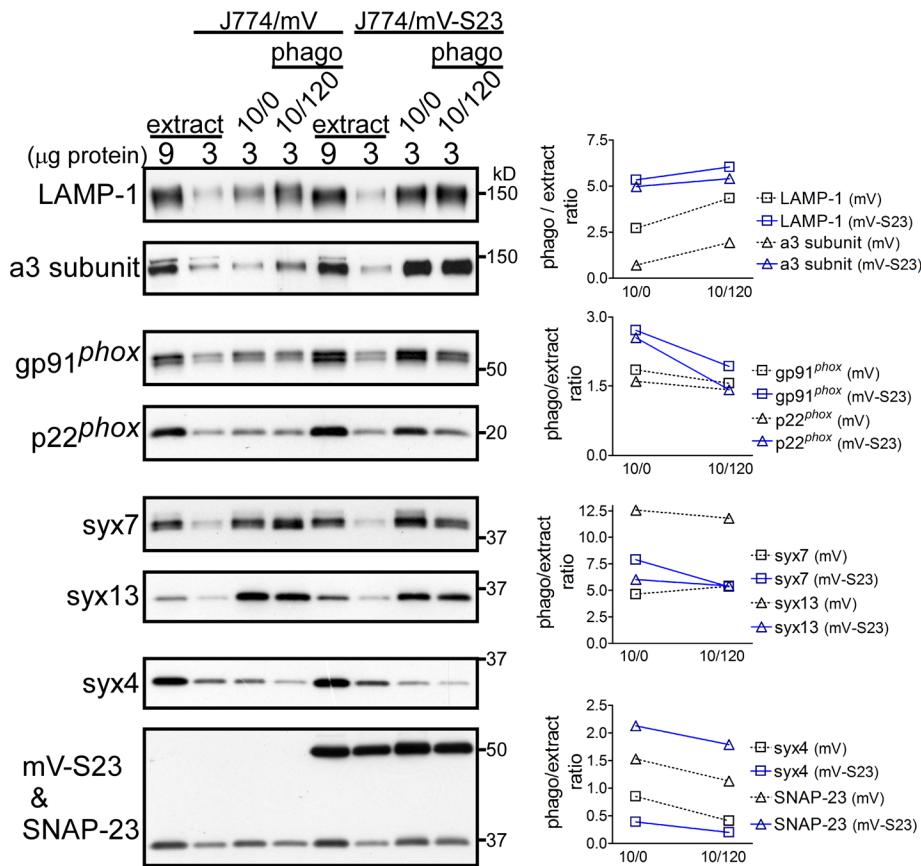 J774/mV J774/mV-S23
phago phago
extract 10/0 10/120 extract 10/0 10/120
(μg protein) 9 3 3 3 9 3 3 3
kD
LAMP-1 150
a3 subunit 150
gp91phox 50
p22phox 20
syx7 37
syx13 37
syx4 37
mV-S23 50
&
SNAP-23 37
phago / extract
ratio
7.5
5.0
2.5
0.0
10/0 10/120
LAMP-1 (mV)
LAMP-1 (mV-S23)
a3 subunit (mV)
a3 subnit (mV-S23)
phago/extract
ratio
3.0
1.5
0.0
10/0 10/120
gp91phox (mV)
gp91phox (mV-S23)
p22phox (mV)
p22phox (mV-S23)
phago/extract
ratio
12.5
10.0
7.5
5.0
2.5
0.0
10/0 10/120
syx7 (mV)
syx7 (mV-S23)
syx13 (mV)
syx13 (mV-S23)
phago/extract
ratio
2.5
2.0
1.5
1.0
0.5
0.0
10/0 10/120
syx4 (mV)
syx4 (mV-S23)
SNAP-23 (mV)
SNAP-23 (mV-S23)